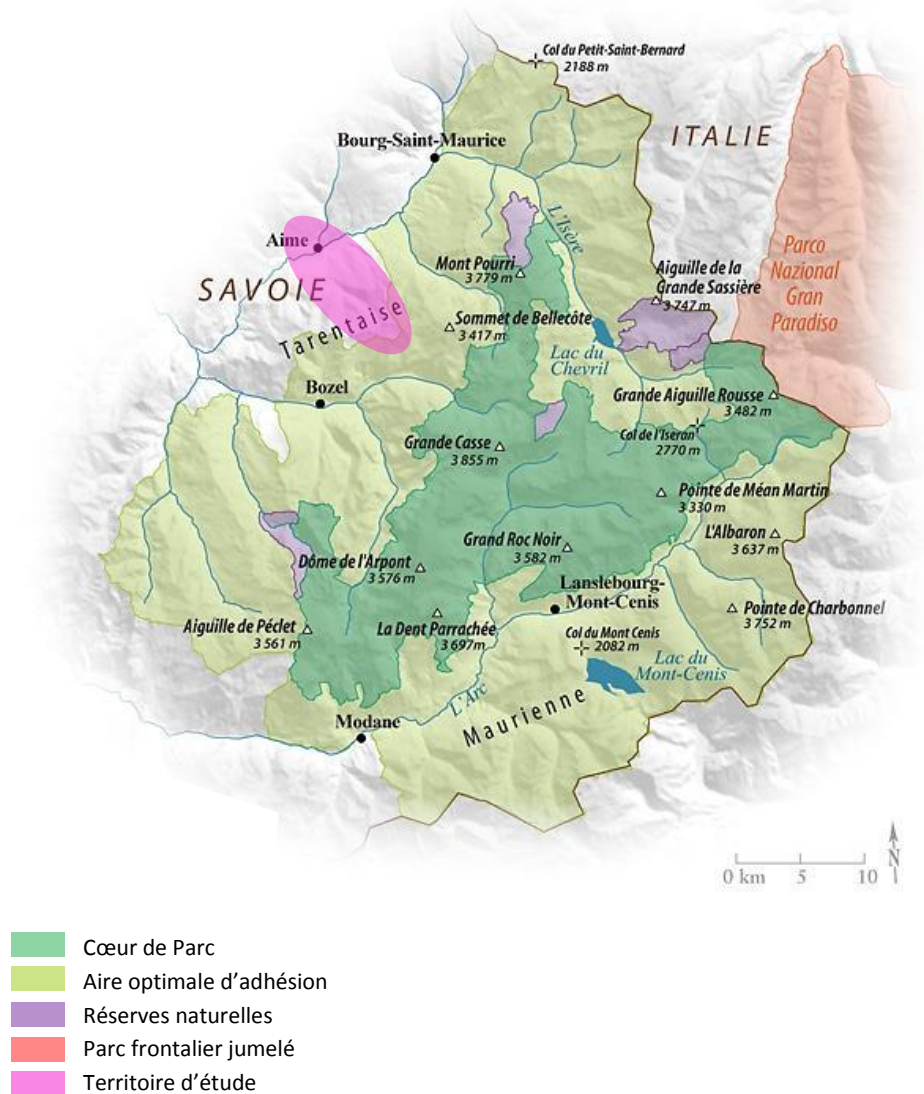 Col du Petit-Saint-Bernard
2188 m
ITALIE
Bourg-Saint-Maurice
L'Isère
Aime
Parco
Nazional
Gran
Paradiso
Mont Pourri
3 779 m
Aiguille de la
Grande Sassière
3 747 m
SAVOIE
Tarentaise
Sommet de Bellecôte
3 417 m
Lac du
Chevril
Bozel
Grande Aiguille Rousse
3 482 m
Col de l'Iseran
2770 m
Grande Casse
3 855 m
Pointe de Méan Martin
3 330 m
L'Albaron
3 637 m
Grand Roc Noir
3 582 m
Dôme de l'Arpont
3 576 m
Lanslebourg-
Mont-Cenis
Pointe de Charbonnel
3 752 m
Aiguille de Péclet
3 561 m
La Dent Parrachée
3 697m
Col du Mont Cenis
2082 m
Lac du
Mont-Cenis
L'Arc
Maurienne
Modane
N
0 km 5 10
Cœur de Parc
Aire optimale d'adhésion
Réserves naturelles
Parc frontalier jumelé
Territoire d'étude